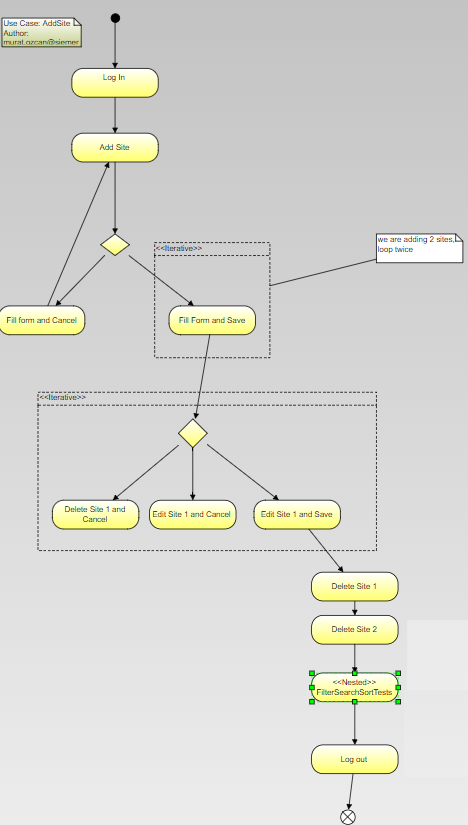 Use Case: AddSite
Author:
murat.ozcan@siemer
Log In
Add Site
<<Iterative>>
we are adding 2 sites,
loop twice
Fill form and Cancel
Fill Form and Save
<<Iterative>>
Delete Site 1 and
Cancel
Edit Site 1 and Cancel
Edit Site 1 and Save
Delete Site 1
Delete Site 2
<<Nested>>
FilterSearchSortTests
Log out